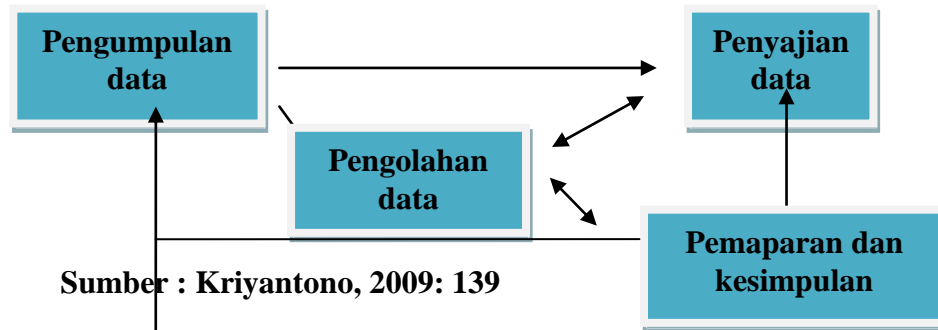 Pengumpulan
data
Penyajian
data
Pengolahan
data
Pemaparan dan
kesimpulan
Sumber : Kriyantono, 2009: 139